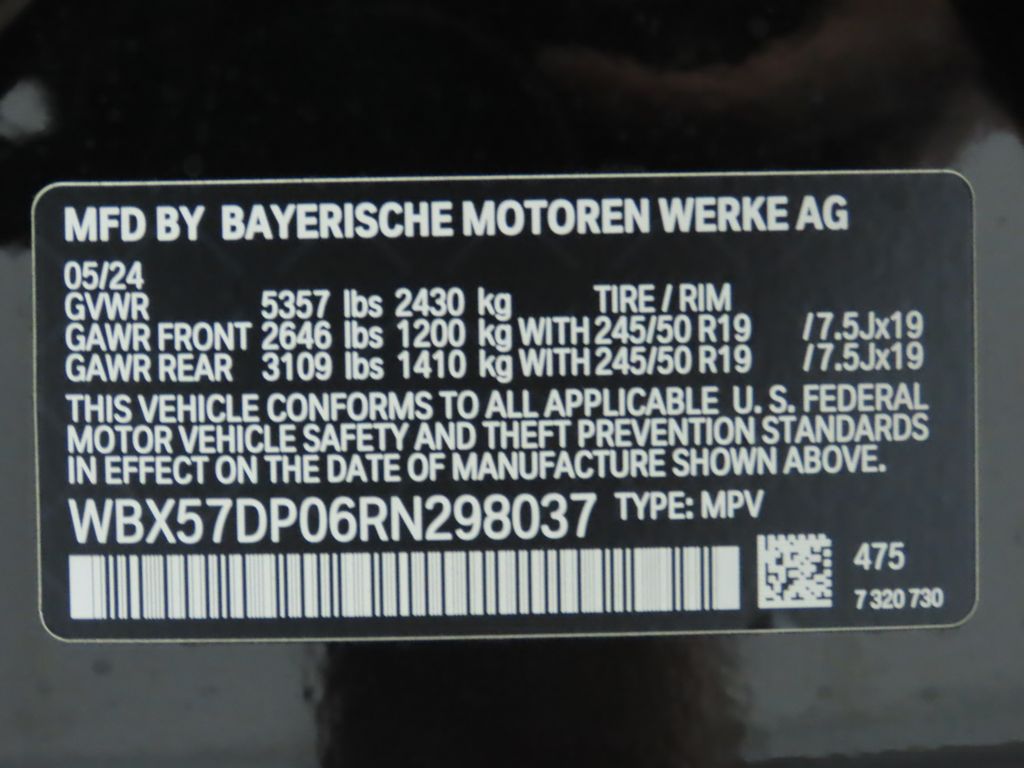 MFD BY BAYERISCHE MOTOREN WERKE AG
05/24
GVWR 5357 lbs 2430 kg TIRE / RIM
GAWR FRONT 2646 lbs 1200 kg WITH 245/50 R19 /7.5Jx19
GAWR REAR 3109 lbs 1410 kg WITH 245/50 R19 /7.5Jx19
THIS VEHICLE CONFORMS TO ALL APPLICABLE U. S. FEDERAL
MOTOR VEHICLE SAFETY AND THEFT PREVENTION STANDARDS
IN EFFECT ON THE DATE OF MANUFACTURE SHOWN ABOVE.
WBX57DP06RN298037 TYPE: MPV
475
7 320 730